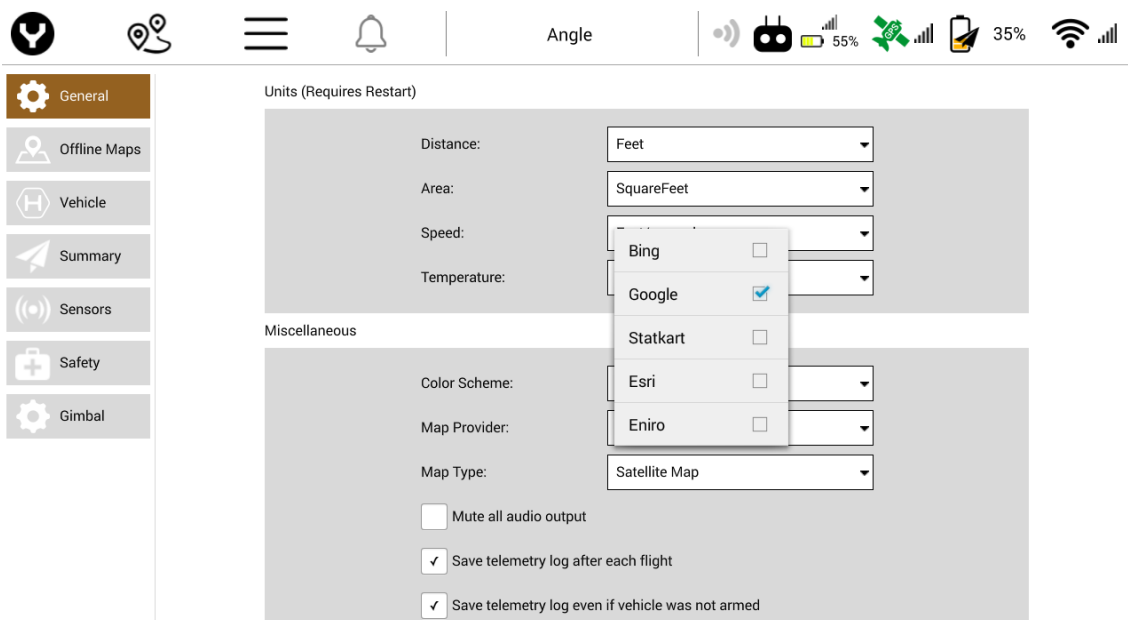 Angle
55%
GPS
35%
General
Offline Maps
Vehicle
Summary
Sensors
Safety
Gimbal
Units (Requires Restart)
Distance: Feet
Area: SquareFeet
Speed:
Temperature:
Bing
Google
Statkart
Esri
Eniro
Miscellaneous
Color Scheme:
Map Provider:
Map Type: Satellite Map
Mute all audio output
Save telemetry log after each flight
Save telemetry log even if vehicle was not armed